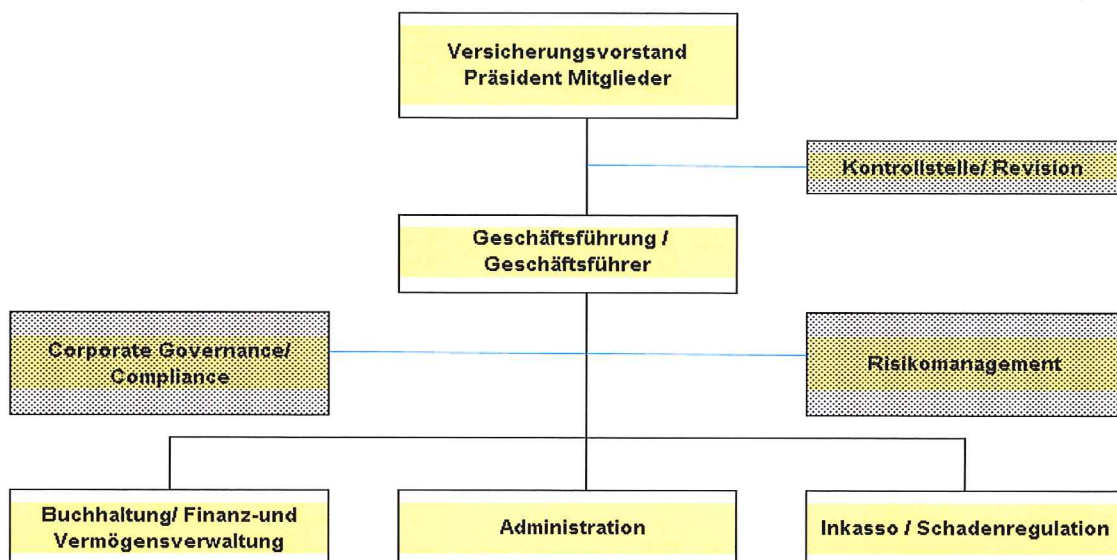 Versicherungsvorstand
Präsident Mitglieder
Kontrollstelle/ Revision
Geschäftsführung /
Geschäftsführer
Corporate Governance/
Compliance
Risikomanagement
Buchhaltung/ Finanz-und
Vermögensverwaltung
Administration
Inkasso / Schadenregulation